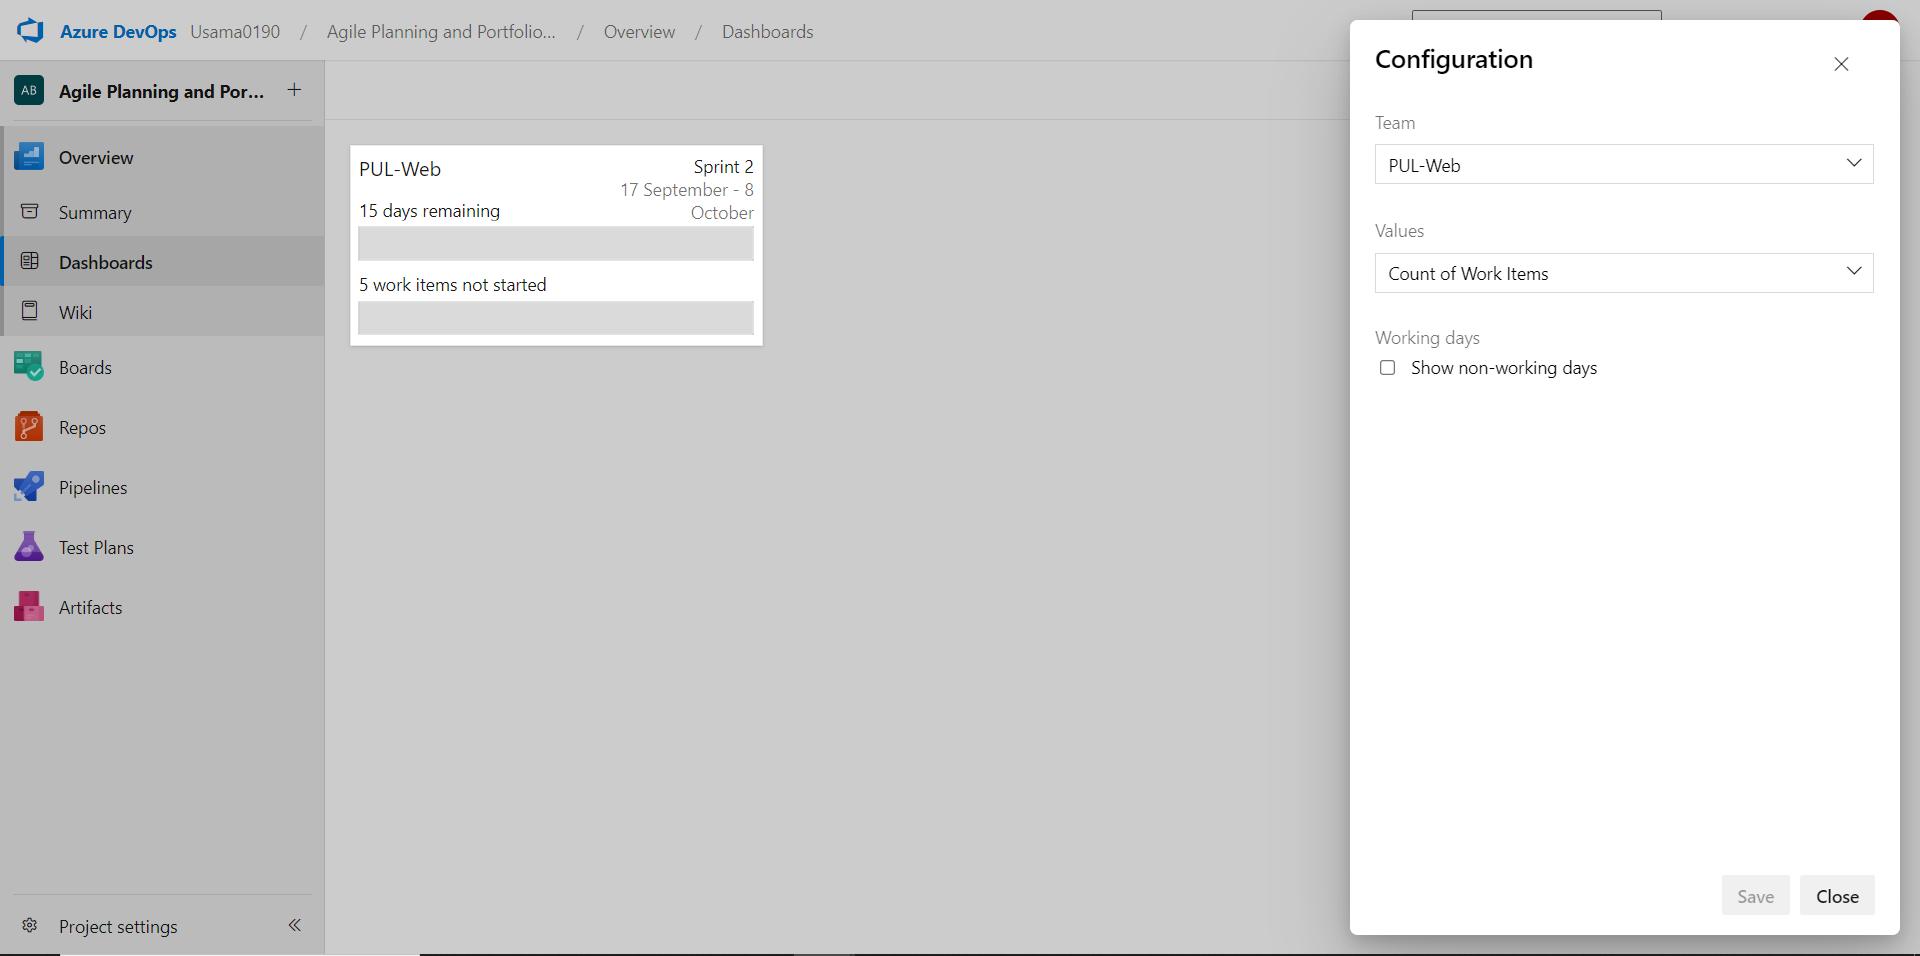 Azure DevOps Usama0190 / Agile Planning and Portfolio... / Overview / Dashboards
AB Agile Planning and Por... +
Overview
Summary
Dashboards
Wiki
Boards
Repos
Pipelines
Test Plans
Artifacts
Project settings
PUL-Web
Sprint 2
17 September - 8
October
15 days remaining
5 work items not started
Configuration
Team
PUL-Web
Values
Count of Work Items
Working days
Show non-working days
Save Close